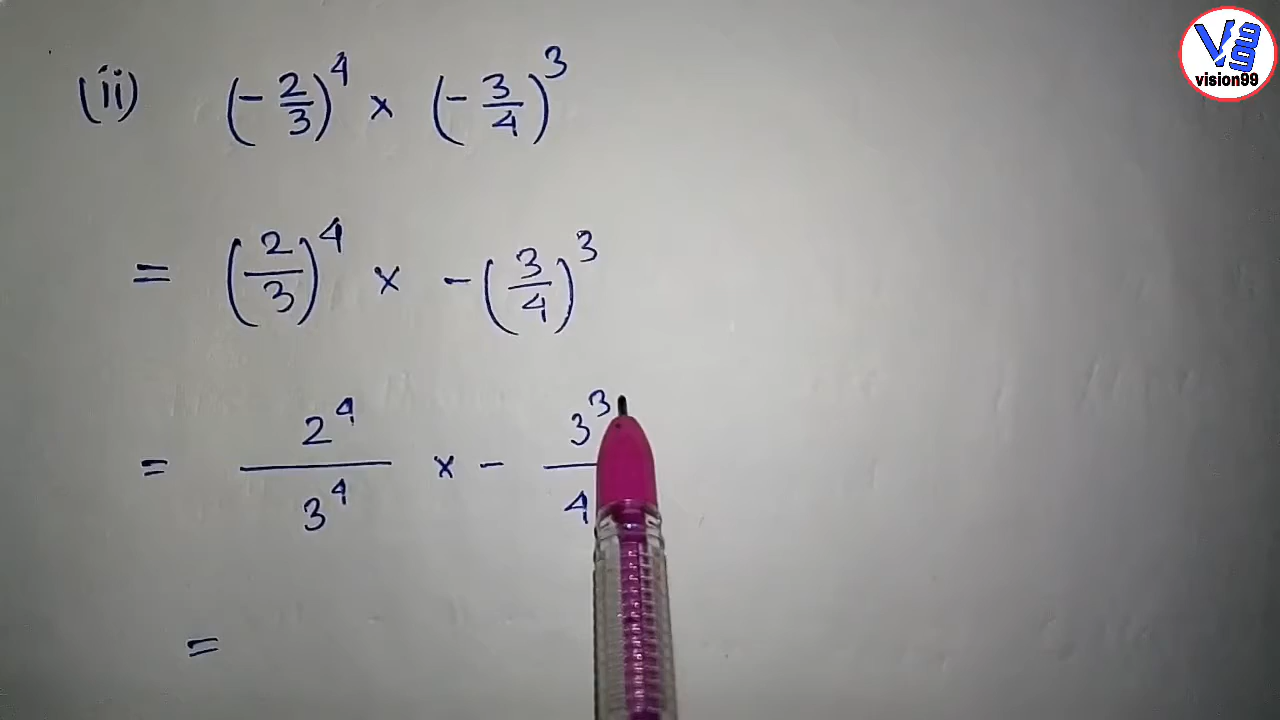 vision99
(ii) (-2/3)^4 × (-3/4)^3
= (2/3)^4 × -(3/4)^3
= 2^4/3^4 × - 3^3/4
=